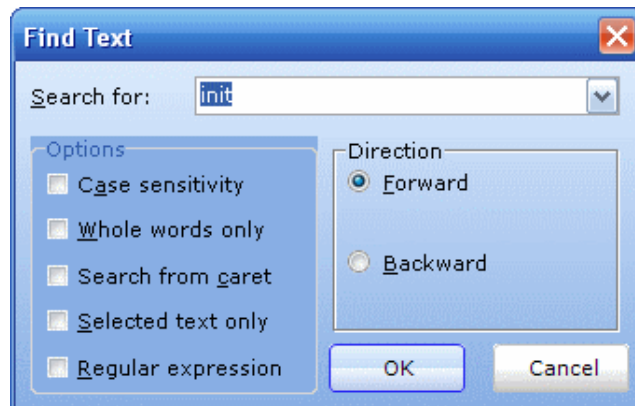 Find Text
Search for:
init
Options
Case sensitivity
Whole words only
Search from caret
Selected text only
Regular expression
Direction
Forward
Backward
OK
Cancel